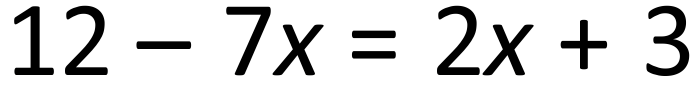 12 − 7x = 2x + 3